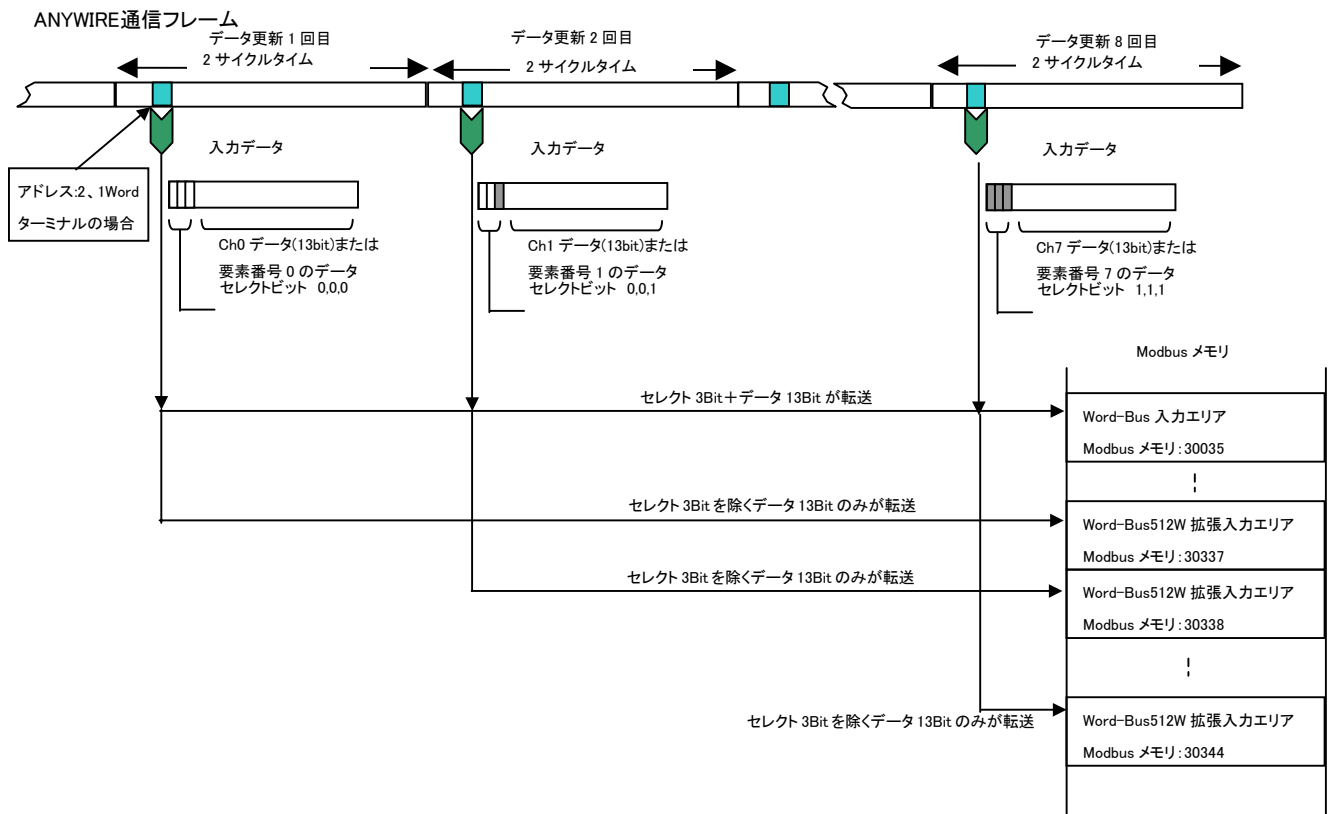 ANYWIRE通信フレーム
データ更新 1 回目
2 サイクルタイム
データ更新 2 回目
2 サイクルタイム
データ更新 8 回目
2 サイクルタイム
入力データ
入力データ
入力データ
アドレス:2、1Word
ターミナルの場合
Ch0 データ(13bit)または
要素番号 0 のデータ
セレクトビット 0,0,0
Ch1 データ(13bit)または
要素番号 1 のデータ
セレクトビット 0,0,1
Ch7 データ(13bit)または
要素番号 7 のデータ
セレクトビット 1,1,1
Modbus メモリ
セレクト 3Bit＋データ 13Bit が転送
Word-Bus 入力エリア
Modbus メモリ:30035
セレクト 3Bit を除くデータ 13Bit のみが転送
Word-Bus512W 拡張入力エリア
Modbus メモリ:30337
セレクト 3Bit を除くデータ 13Bit のみが転送
Word-Bus512W 拡張入力エリア
Modbus メモリ:30338
セレクト 3Bit を除くデータ 13Bit のみが転送
Word-Bus512W 拡張入力エリア
Modbus メモリ:30344